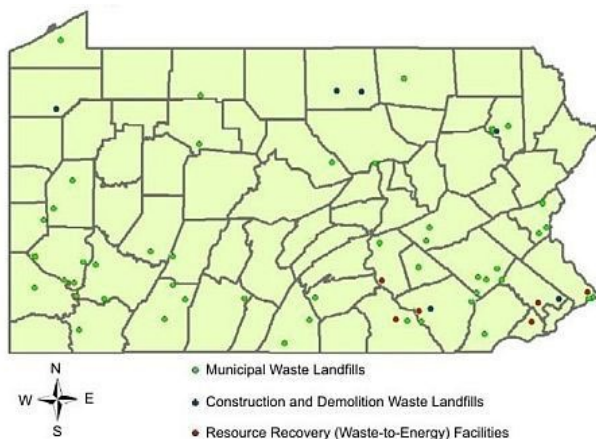 N
W E
S
Municipal Waste Landfills
Construction and Demolition Waste Landfills
Resource Recovery (Waste-to-Energy) Facilities